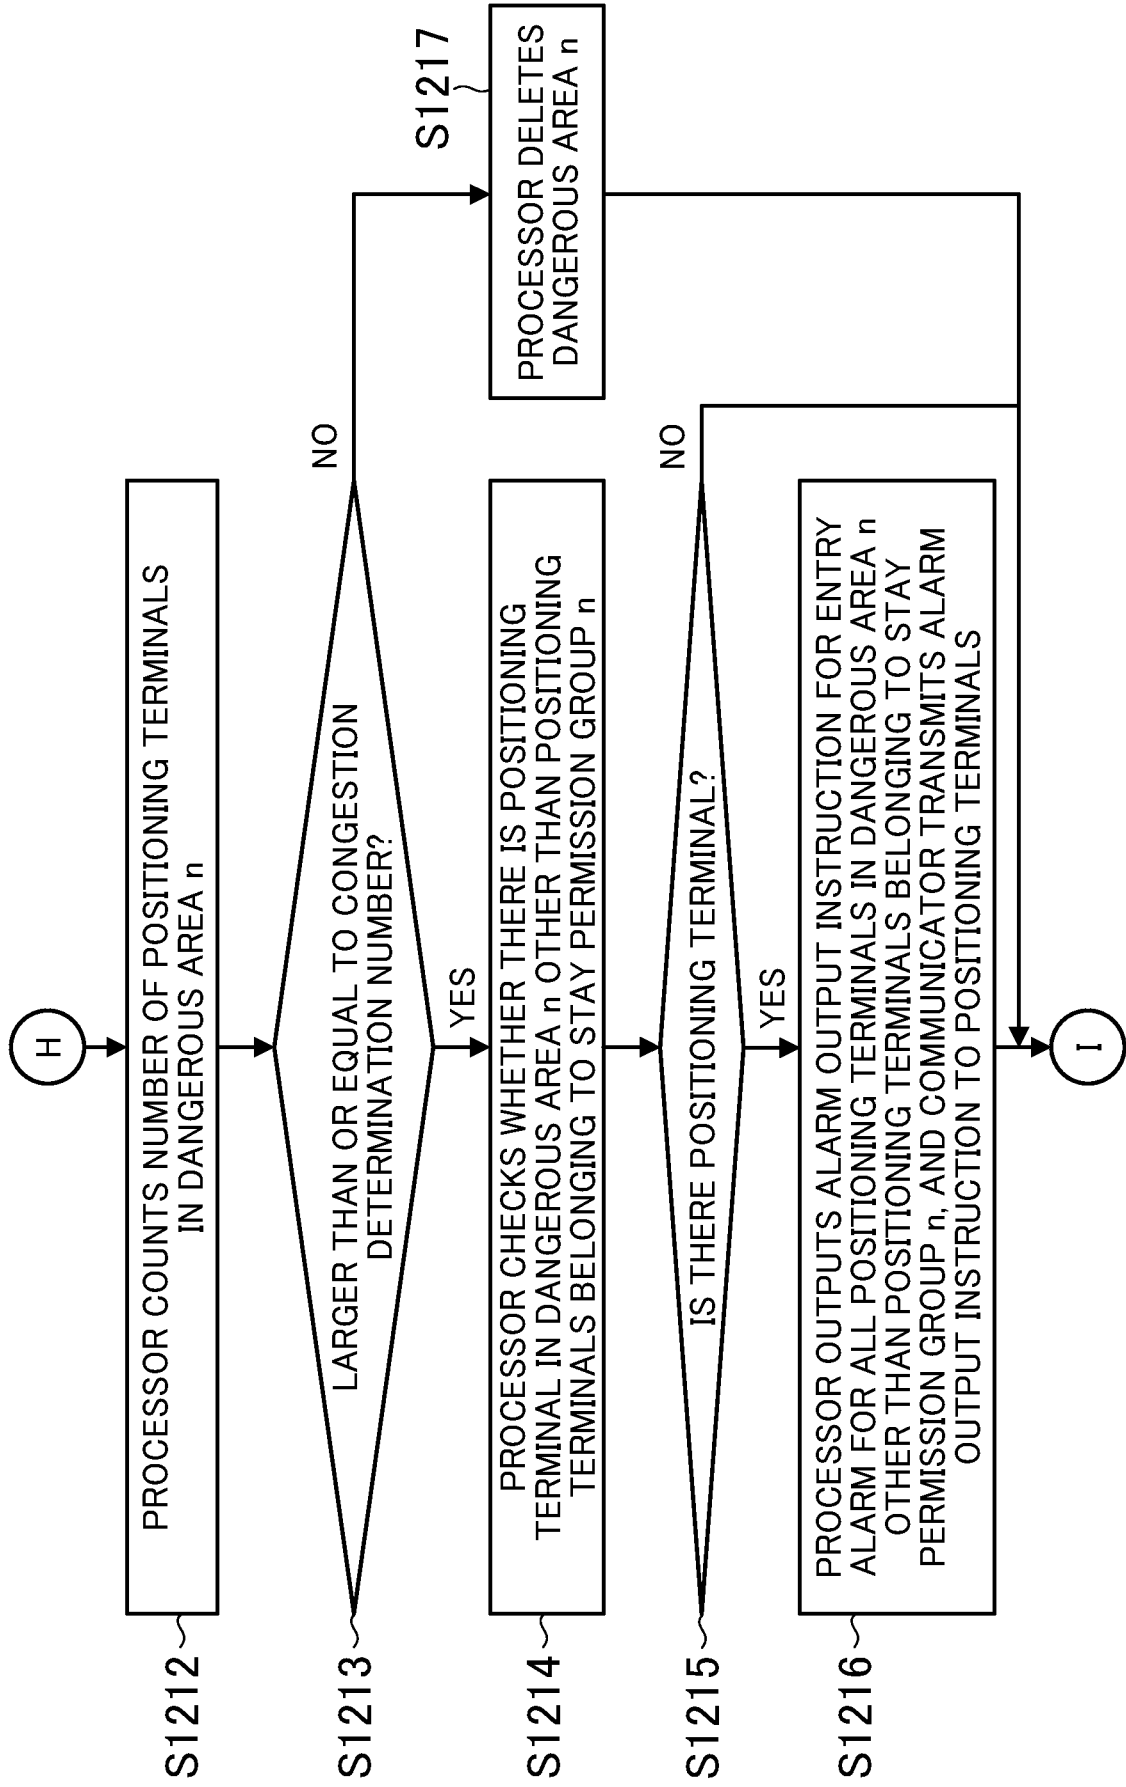 H
S1212
PROCESSOR COUNTS NUMBER OF POSITIONING TERMINALS
IN DANGEROUS AREA n
S1213
LARGER THAN OR EQUAL TO CONGESTION
DETERMINATION NUMBER?
NO
YES
S1217
PROCESSOR DELETES
DANGEROUS AREA n
S1214
PROCESSOR CHECKS WHETHER THERE IS POSITIONING
TERMINAL IN DANGEROUS AREA n OTHER THAN POSITIONING
TERMINALS BELONGING TO STAY PERMISSION GROUP n
S1215
IS THERE POSITIONING TERMINAL?
NO
YES
S1216
PROCESSOR OUTPUTS ALARM OUTPUT INSTRUCTION FOR ENTRY
ALARM FOR ALL POSITIONING TERMINALS IN DANGEROUS AREA n
OTHER THAN POSITIONING TERMINALS BELONGING TO STAY
PERMISSION GROUP n, AND COMMUNICATOR TRANSMITS ALARM
OUTPUT INSTRUCTION TO POSITIONING TERMINALS
I